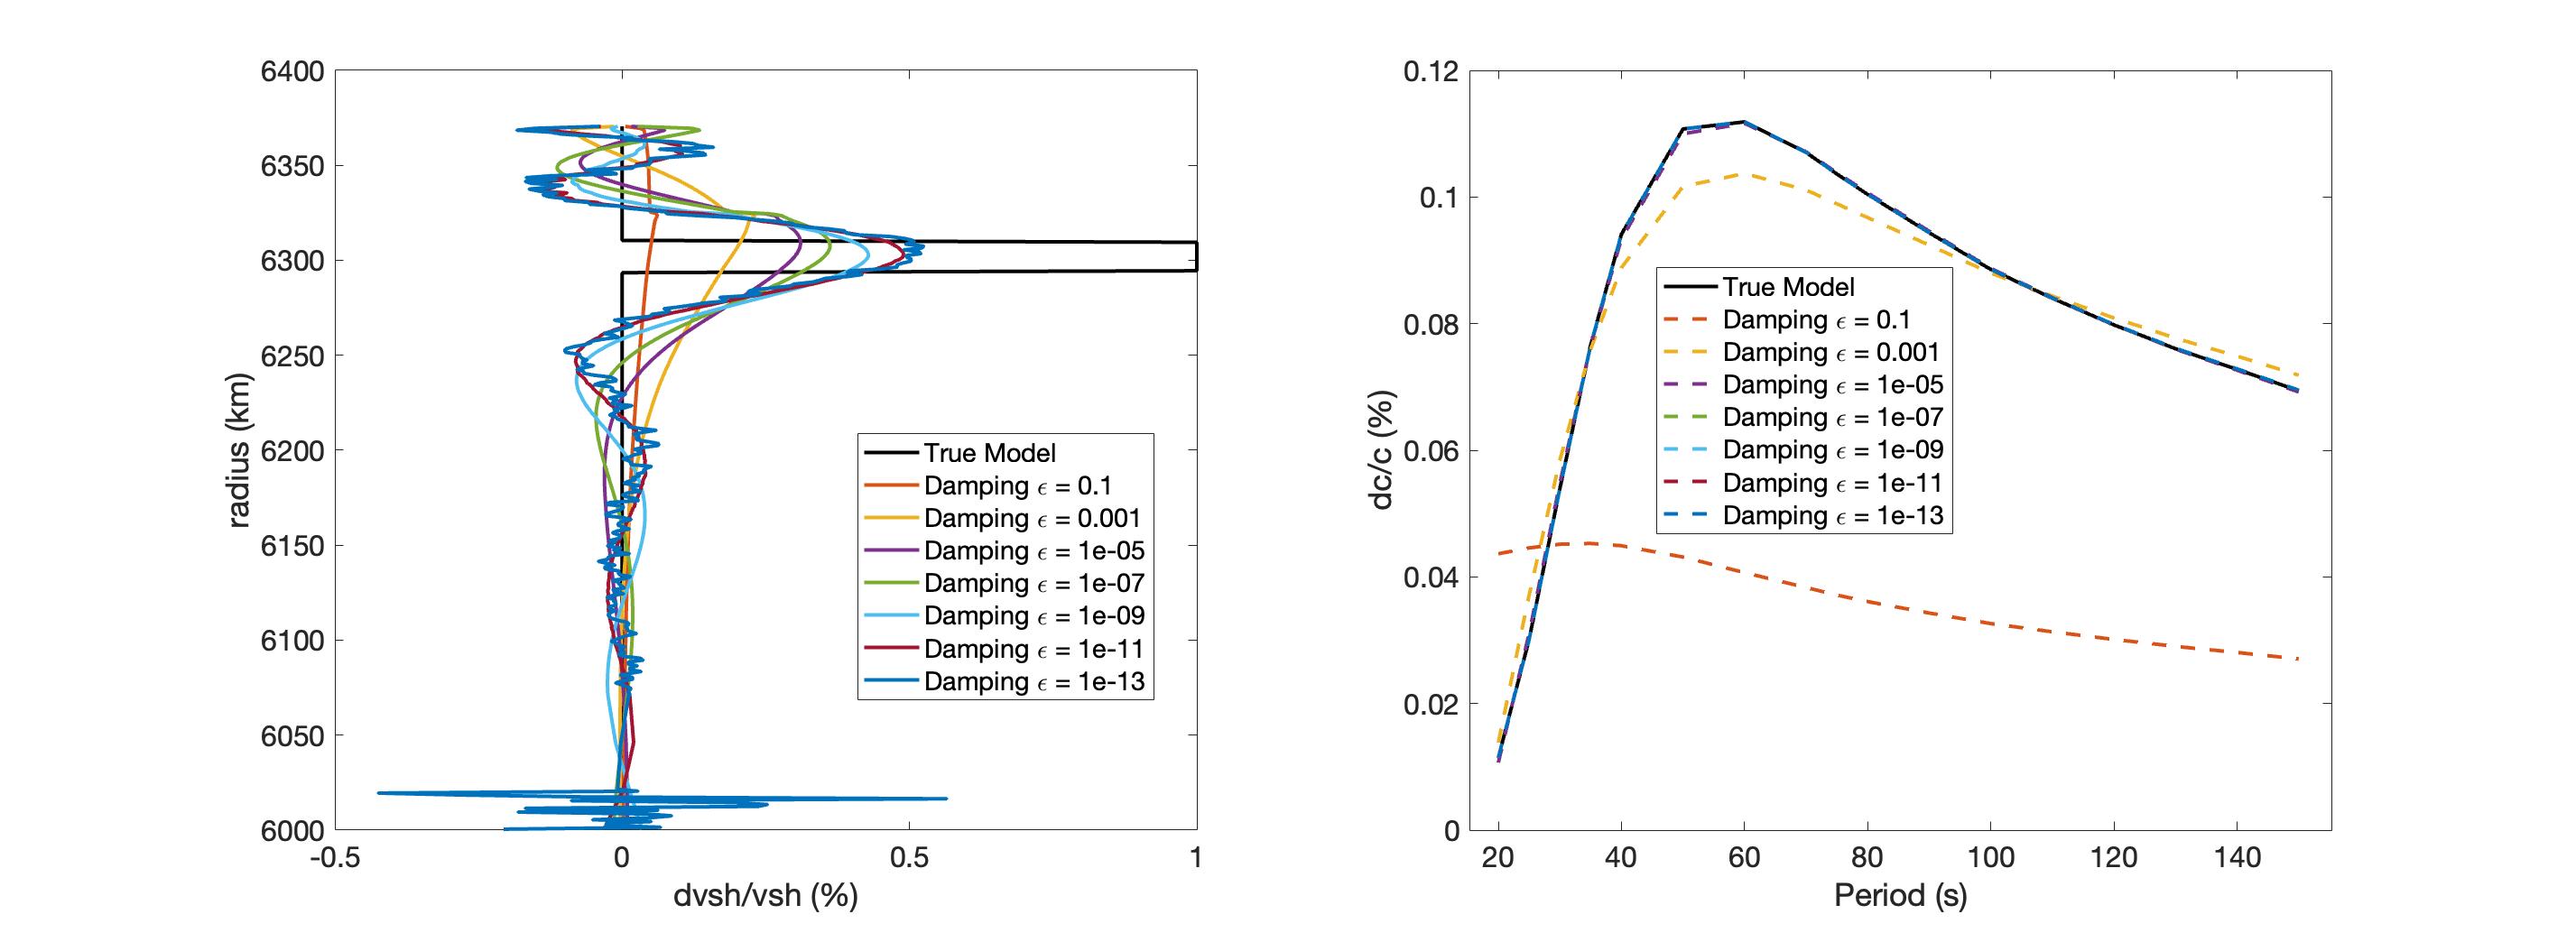 6400
6350
6300
6250
6200
6150
6100
6050
6000
radius (km)
-0.5
0
0.5
1
dvsh/vsh (%)
True Model
Damping ϵ = 0.1
Damping ϵ = 0.001
Damping ϵ = 1e-05
Damping ϵ = 1e-07
Damping ϵ = 1e-09
Damping ϵ = 1e-11
Damping ϵ = 1e-13
0.12
0.1
0.08
0.06
0.04
0.02
0
dc/c (%)
20
40
60
80
100
120
140
Period (s)
True Model
Damping ϵ = 0.1
Damping ϵ = 0.001
Damping ϵ = 1e-05
Damping ϵ = 1e-07
Damping ϵ = 1e-09
Damping ϵ = 1e-11
Damping ϵ = 1e-13